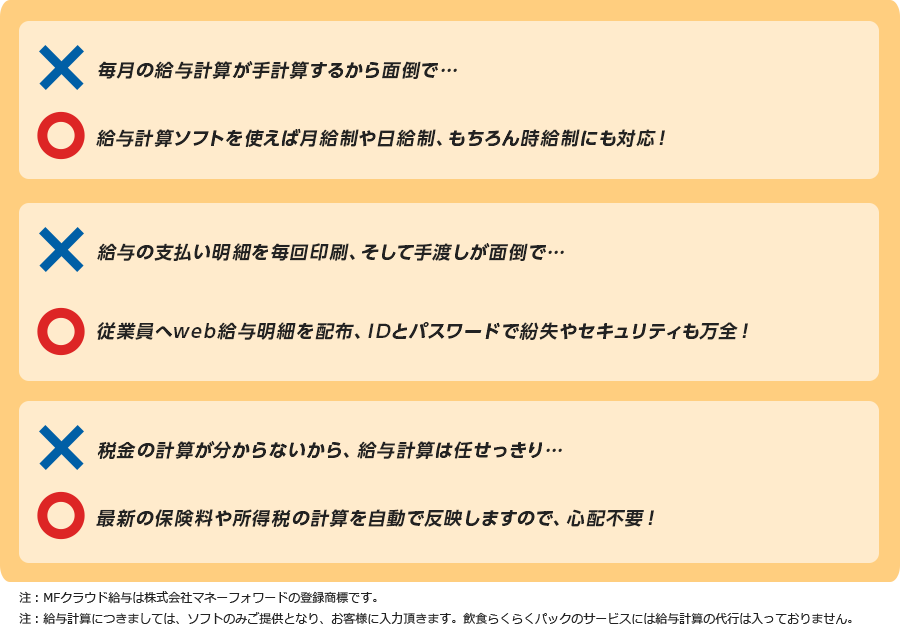 毎月の給与計算が手計算するから面倒で…
給与計算ソフトを使えば月給制や日給制、もちろん時給制にも対応！
給与の支払い明細を毎回印刷、そして手渡しが面倒で…
従業員へweb給与明細を配布、IDとパスワードで紛失やセキュリティも万全！
税金の計算が分からないから、給与計算は任せっきり…
最新の保険料や所得税の計算を自動で反映しますので、心配不要！
注：MFクラウド給与は株式会社マネーフォワードの登録商標です。
注：給与計算につきましては、ソフトのみご提供となり、お客様に入力頂きます。飲食らくらくパックのサービスには給与計算の代行は入っておりません。